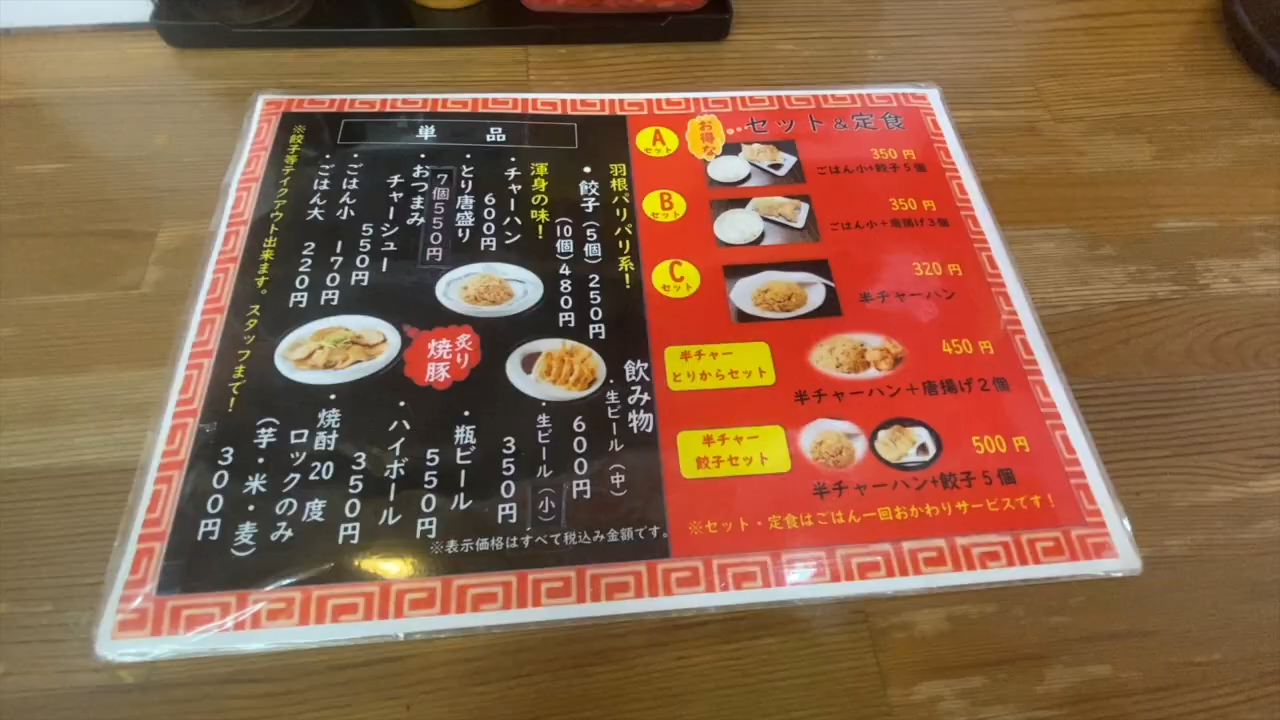 単　品
羽根パリパリ系！
・餃子（5個）250円
（10個）480円
渾身の味！
・チャーハン
600円
・とり唐盛り
7個550円
・おつまみ
チャーシュー
550円
・ごはん小
170円
・ごはん大　220円
※餃子等テイクアウト出来ます。　スタッフまで！
炙り
焼豚
飲み物
・生ビール（中）
600円
・生ビール（小）
350円
・瓶ビール
550円
・ハイボール
350円
・焼酎20度
ロックのみ
（芋・米・麦）
300円
※表示価格はすべて税込み金額です。
お得な
セット＆定食
A
セット
350円
ごはん小+餃子5個
B
セット
350円
ごはん小＋唐揚げ3個
C
セット
320円
半チャーハン
半チャー
とりからセット
450円
半チャーハン＋唐揚げ2個
半チャー
餃子セット
500円
半チャーハン+餃子5個
※セット・定食はごはん一回おかわりサービスです！